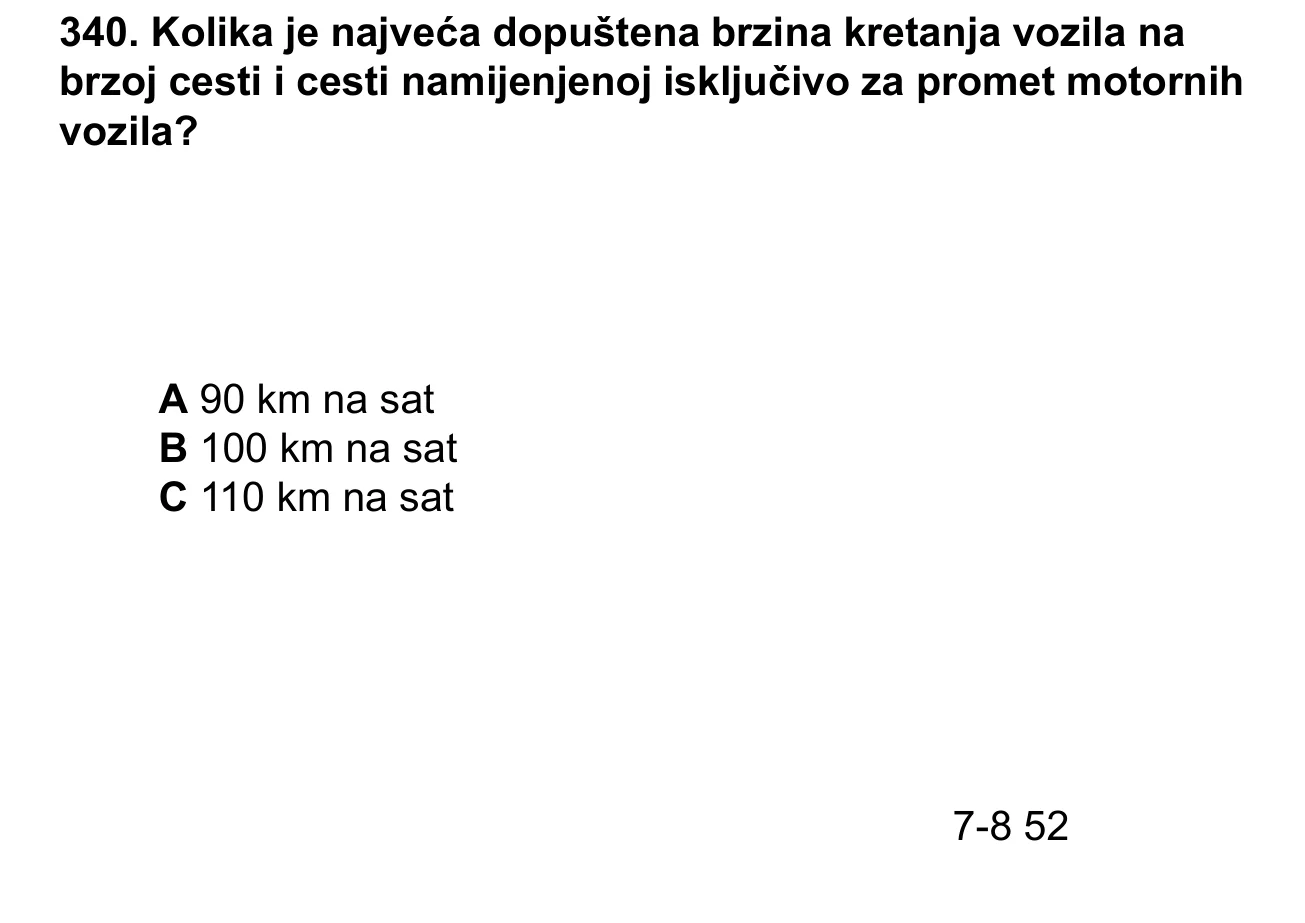 340. Kolika je najveća dopuštena brzina kretanja vozila na
brzoj cesti i cesti namijenjenoj isključivo za promet motornih
vozila?
A 90 km na sat
B 100 km na sat
C 110 km na sat
7-8 52